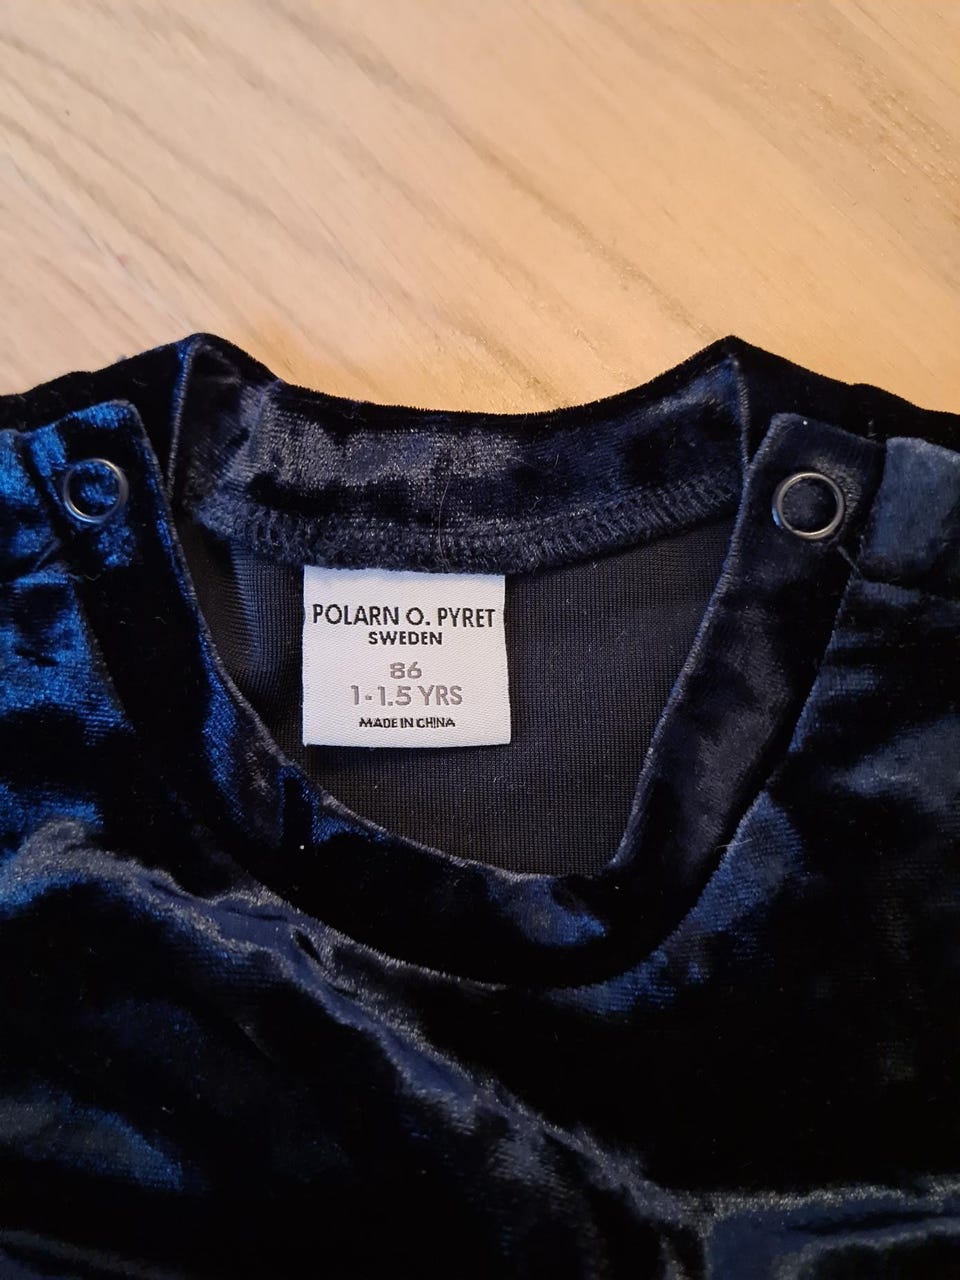 POLARN O. PYRET
SWEDEN
86
1-1.5 YRS
MADE IN CHINA